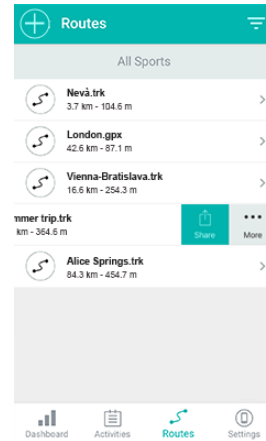 Routes
All Sports
Nevà.trk
3.7 km - 104.6 m
London.gpx
42.6 km - 87.1 m
Vienna-Bratislava.trk
16.6 km - 254.3 m
mmer trip.trk
km - 364.6 m
Share
More
Alice Springs.trk
84.3 km - 454.7 m
Dashboard Activities Routes Settings